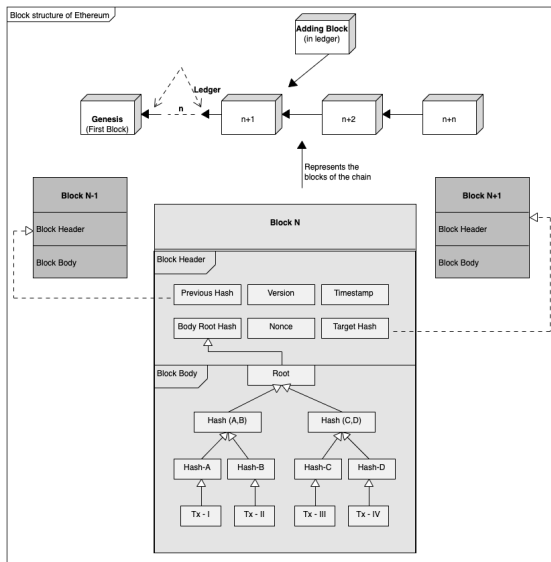 Block structure of Ethereum
Adding Block
(in ledger)
Ledger
Genesis
(First Block)
n
n+1
n+2
n+n
Represents the
blocks of the chain
Block N-1
Block Header
Block Body
Block N+1
Block Header
Block Body
Block N
Block Header
Previous Hash
Version
Timestamp
Body Root Hash
Nonce
Target Hash
Block Body
Root
Hash (A,B)
Hash (C,D)
Hash-A
Hash-B
Hash-C
Hash-D
Tx - I
Tx - II
Tx - III
Tx - IV